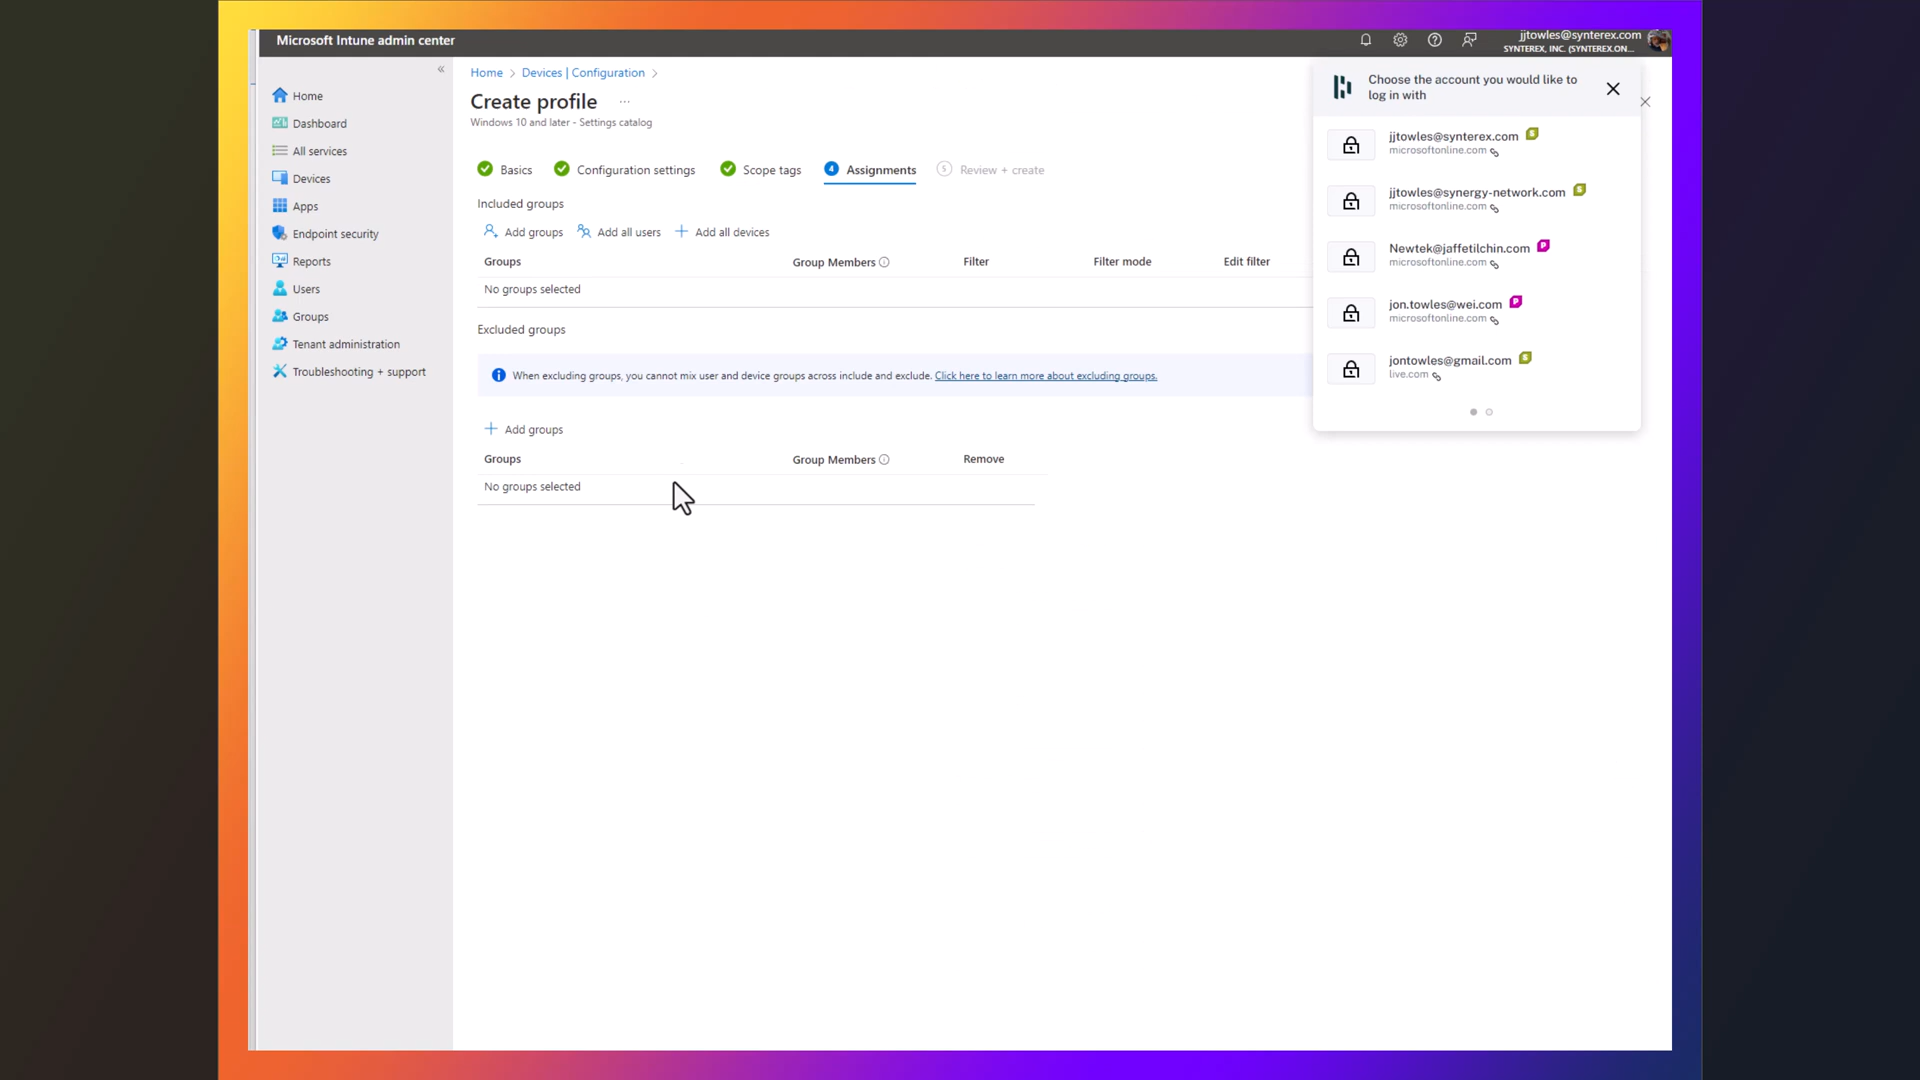 Microsoft Intune admin center
jjtowles@synterex.com
SYNTEREX, INC. (SYNTEREX.ON...
«
Home
Dashboard
All services
Devices
Apps
Endpoint security
Reports
Users
Groups
Tenant administration
Troubleshooting + support
Home > Devices | Configuration >
Create profile ...
Windows 10 and later - Settings catalog
Basics Configuration settings Scope tags 4 Assignments 5 Review + create
Included groups
Add groups Add all users Add all devices
Groups Group Members Filter Filter mode Edit filter
No groups selected
Excluded groups
When excluding groups, you cannot mix user and device groups across include and exclude. Click here to learn more about excluding groups.
Add groups
Groups Group Members Remove
No groups selected
Choose the account you would like to
log in with
jjtowles@synterex.com S
microsoftonline.com
jjtowles@synergy-network.com S
microsoftonline.com
Newtek@jaffetilchin.com P
microsoftonline.com
jon.towles@wei.com P
microsoftonline.com
jontowles@gmail.com S
live.com